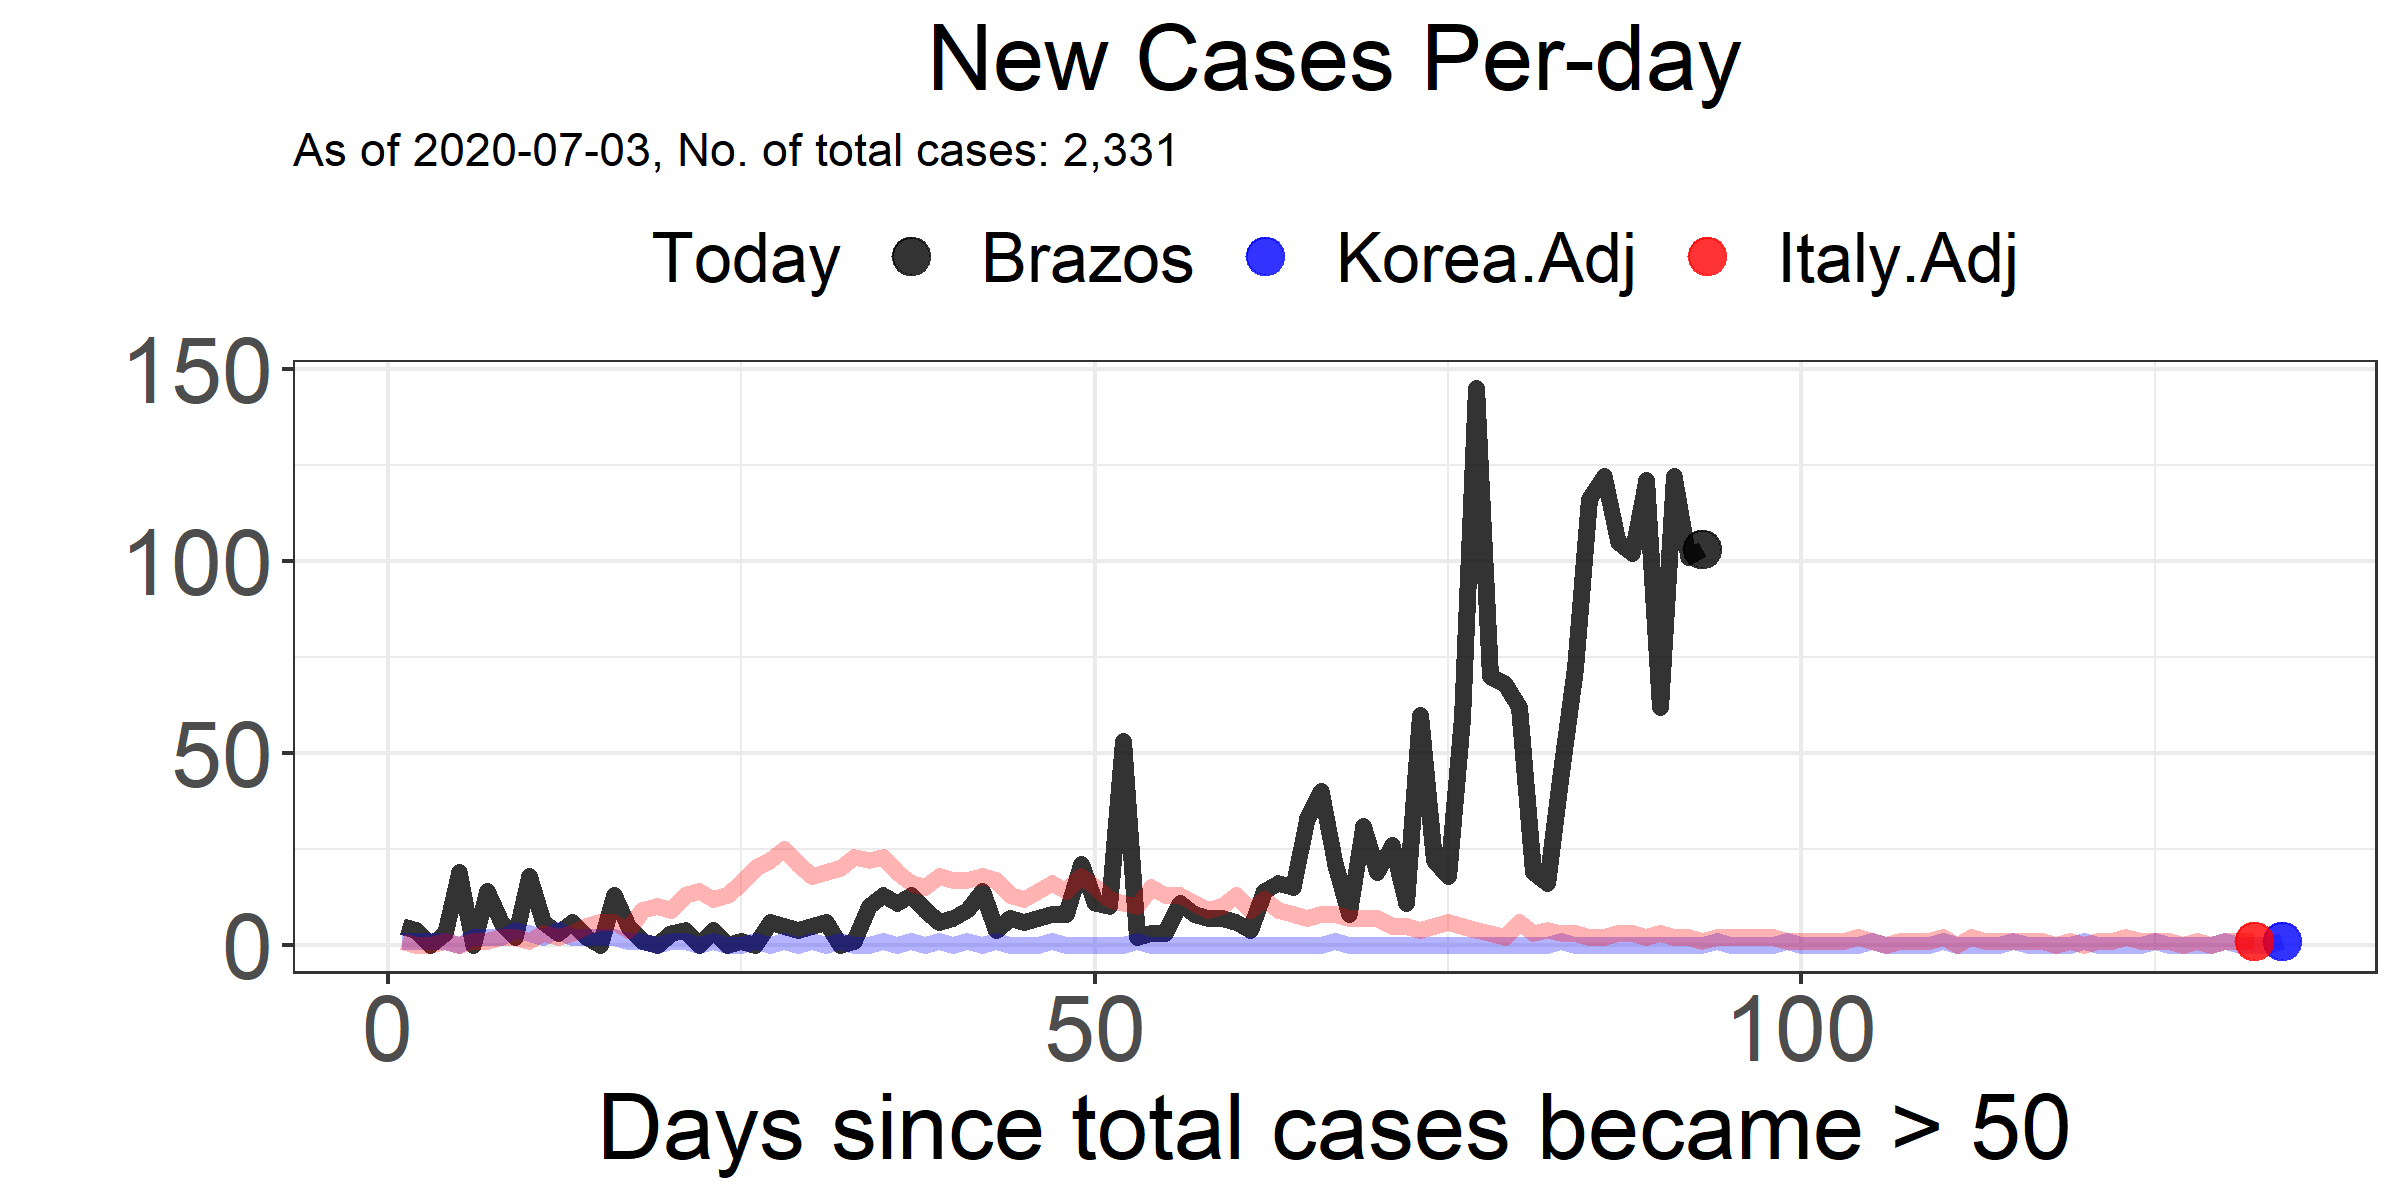 New Cases Per-day
As of 2020-07-03, No. of total cases: 2,331
Today Brazos Korea.Adj Italy.Adj
150
100
50
0
0 50 100
Days since total cases became > 50